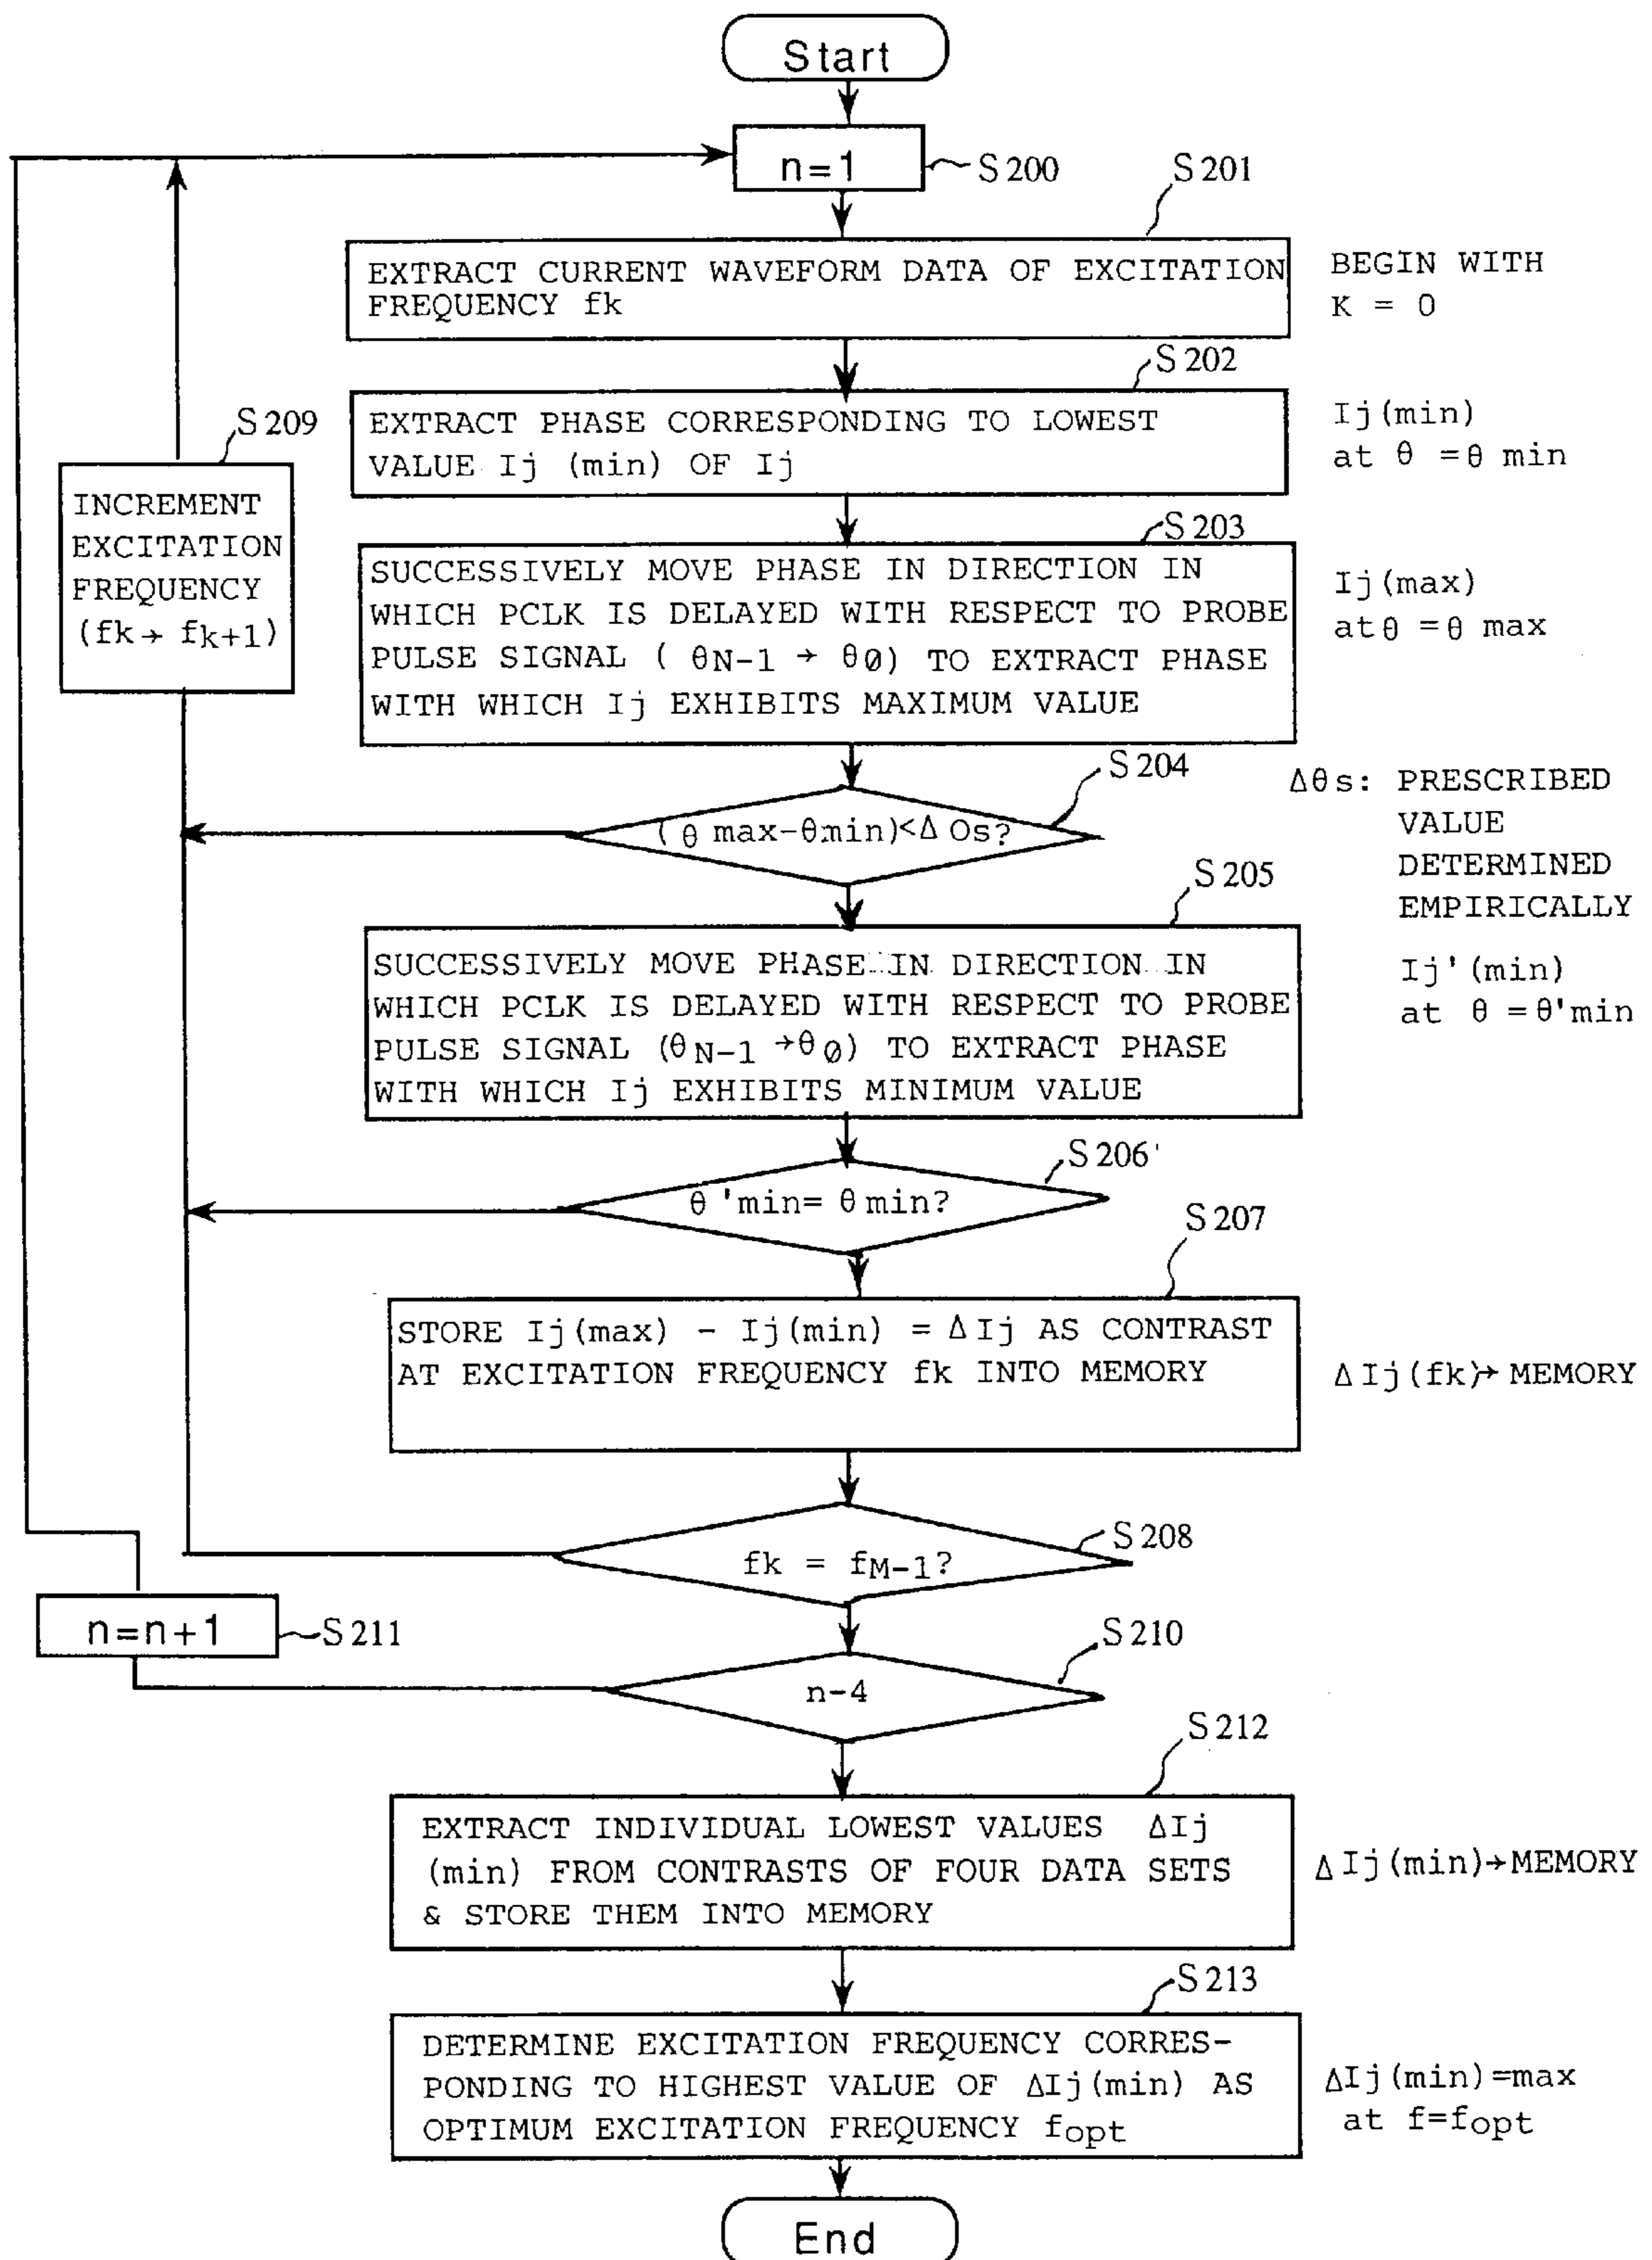 Start
n=1
S200
S201
EXTRACT CURRENT WAVEFORM DATA OF EXCITATION
FREQUENCY fk
BEGIN WITH
K = 0
S202
EXTRACT PHASE CORRESPONDING TO LOWEST
VALUE Ij (min) OF Ij
Ij(min)
at θ =θ min
S209
INCREMENT
EXCITATION
FREQUENCY
(fk→ fk+1)
S203
SUCCESSIVELY MOVE PHASE IN DIRECTION IN
WHICH PCLK IS DELAYED WITH RESPECT TO PROBE
PULSE SIGNAL ( θN-1 → θ0) TO EXTRACT PHASE
WITH WHICH Ij EXHIBITS MAXIMUM VALUE
Ij(max)
atθ =θ max
S204
(θ max-θmin)<Δ Os?
Δθs: PRESCRIBED
VALUE
DETERMINED
EMPIRICALLY
S205
SUCCESSIVELY MOVE PHASE IN DIRECTION IN
WHICH PCLK IS DELAYED WITH RESPECT TO PROBE
PULSE SIGNAL (θN-1 →θ0) TO EXTRACT PHASE
WITH WHICH Ij EXHIBITS MINIMUM VALUE
Ij'(min)
at θ =θ'min
S206
θ'min= θmin?
S207
STORE Ij(max) - Ij(min) = ΔIj AS CONTRAST
AT EXCITATION FREQUENCY fk INTO MEMORY
ΔIj(fk)→ MEMORY
S208
fk = fM-1?
n=n+1
S211
S210
n-4
S212
EXTRACT INDIVIDUAL LOWEST VALUES ΔIj
(min) FROM CONTRASTS OF FOUR DATA SETS
& STORE THEM INTO MEMORY
ΔIj(min)→MEMORY
S213
DETERMINE EXCITATION FREQUENCY CORRES-
PONDING TO HIGHEST VALUE OF ΔIj(min) AS
OPTIMUM EXCITATION FREQUENCY fopt
ΔIj(min)=max
at f=fopt
End